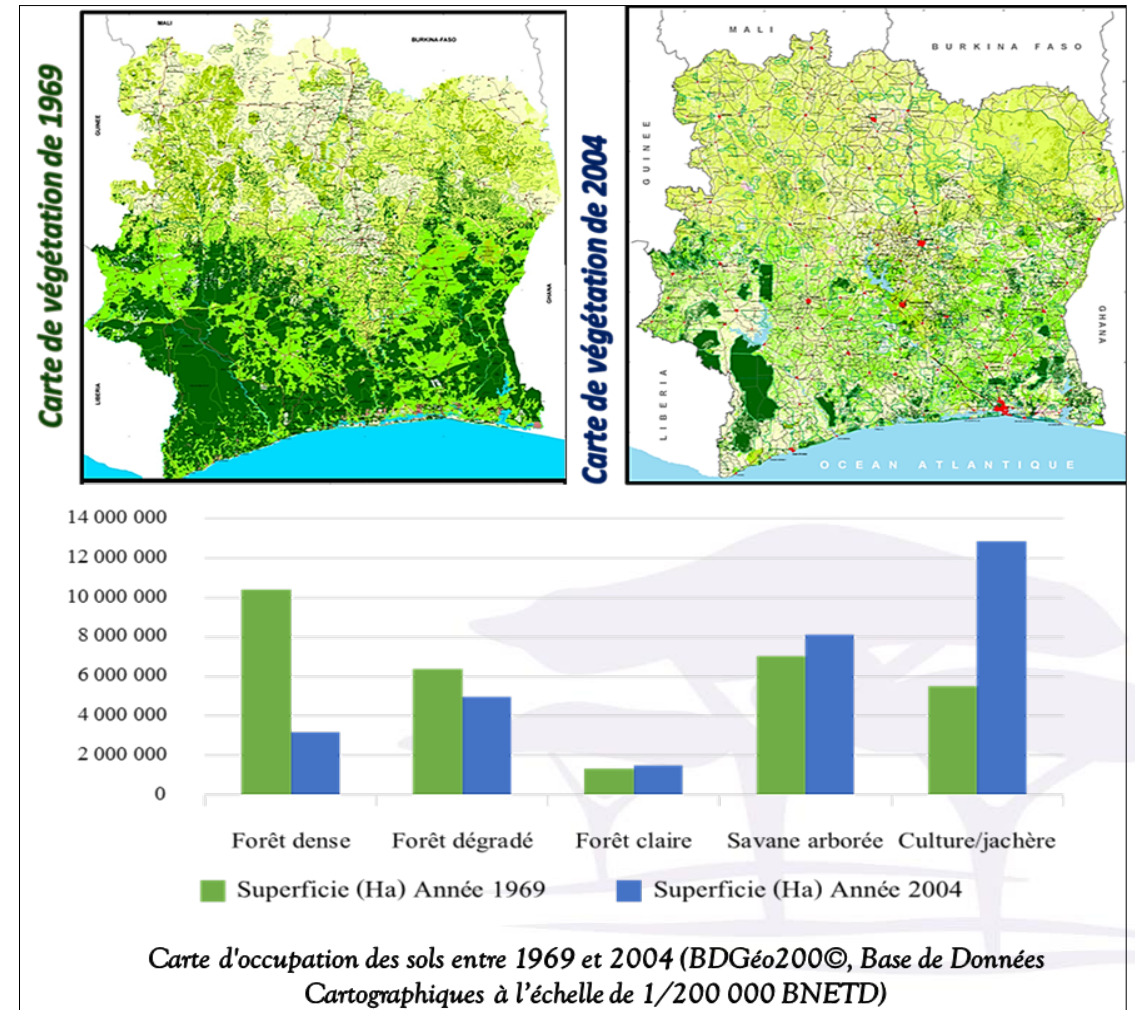 Carte de végétation de 1969
MALI
BURKINA-FASO
GUINEE
GHANA
LIBERIA
Carte de végétation de 2004
MALI
BURKINA FASO
GUINEE
GHANA
LIBERIA
OCEAN ATLANTIQUE
14 000 000
12 000 000
10 000 000
8 000 000
6 000 000
4 000 000
2 000 000
0
Forêt dense Forêt dégradé Forêt claire Savane arborée Culture/jachère
Superficie (Ha) Année 1969 Superficie (Ha) Année 2004
Carte d'occupation des sols entre 1969 et 2004 (BDGéo200©, Base de Données
Cartographiques à l'échelle de 1/200 000 BNETD)